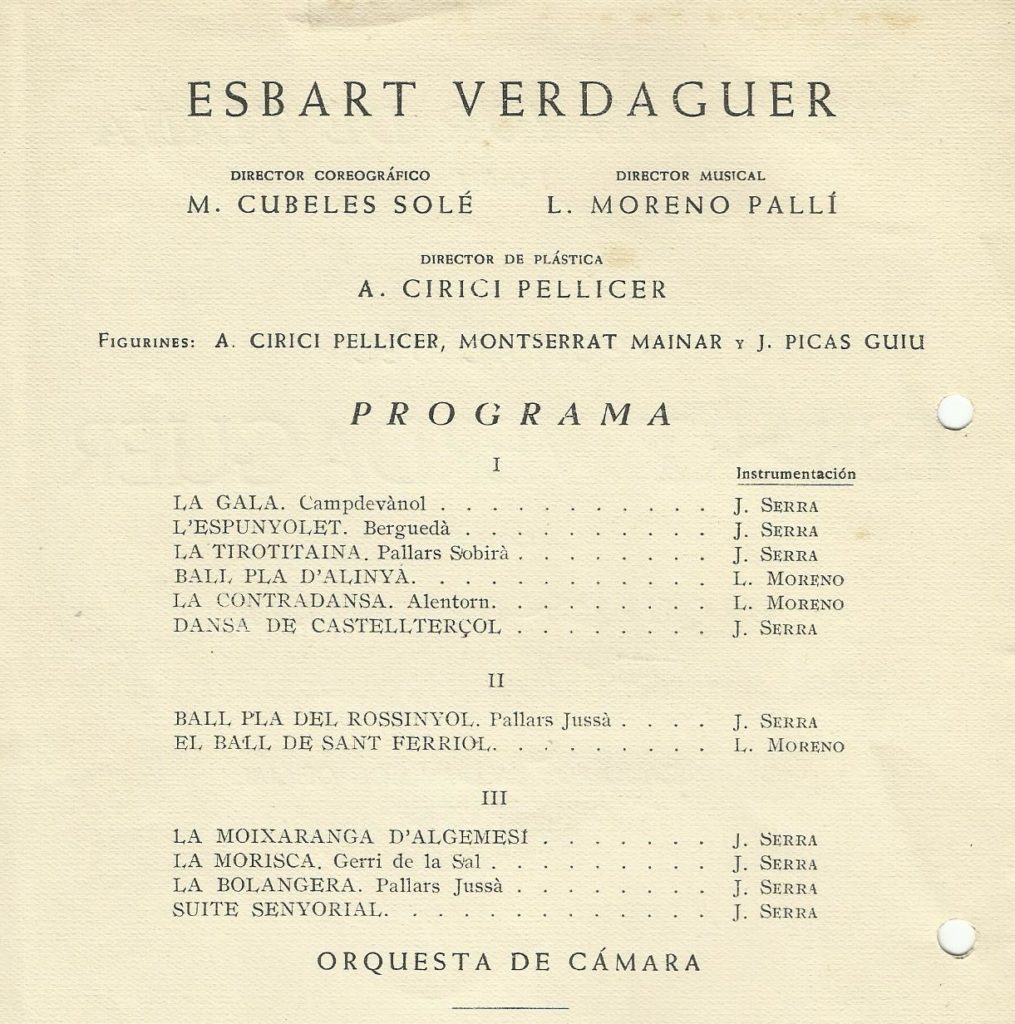 ESBART VERDAGUER
DIRECTOR COREOGRÁFICO DIRECTOR MUSICAL
M. CUBELES SOLÉ L. MORENO PALLÍ
DIRECTOR DE PLÁSTICA
A. CIRICI PELLICER
FIGURINES: A. CIRICI PELLICER, MONTSERRAT MAINAR Y J. PICAS GUIU
PROGRAMA
I
Instrumentación
LA GALA. Campdevànol . . . . . . . . . . . J. SERRA
L'ESPUNYOLET. Berguedà . . . . . . . . . . J. SERRA
LA TIROTITAINA. Pallars Sobirà . . . . . . . . J. SERRA
BALL PLA D'ALINYÀ. . . . . . . . . . . . L. MORENO
LA CONTRADANSA. Alentorn. . . . . . . . . L. MORENO
DANSA DE CASTELLTERÇOL . . . . . . . . J. SERRA
II
BALL PLA DEL ROSSINYOL. Pallars Jussà . . . . J. SERRA
EL BALL DE SANT FERRIOL. . . . . . . . . L. MORENO
III
LA MOIXARANGA D'ALGEMESÍ . . . . . . . J. SERRA
LA MORISCA. Gerri de la Sal . . . . . . . . . J. SERRA
LA BOLANGERA. Pallars Jussà . . . . . . . . J. SERRA
SUITE SENYORIAL. . . . . . . . . . . . . J. SERRA
ORQUESTA DE CÁMARA